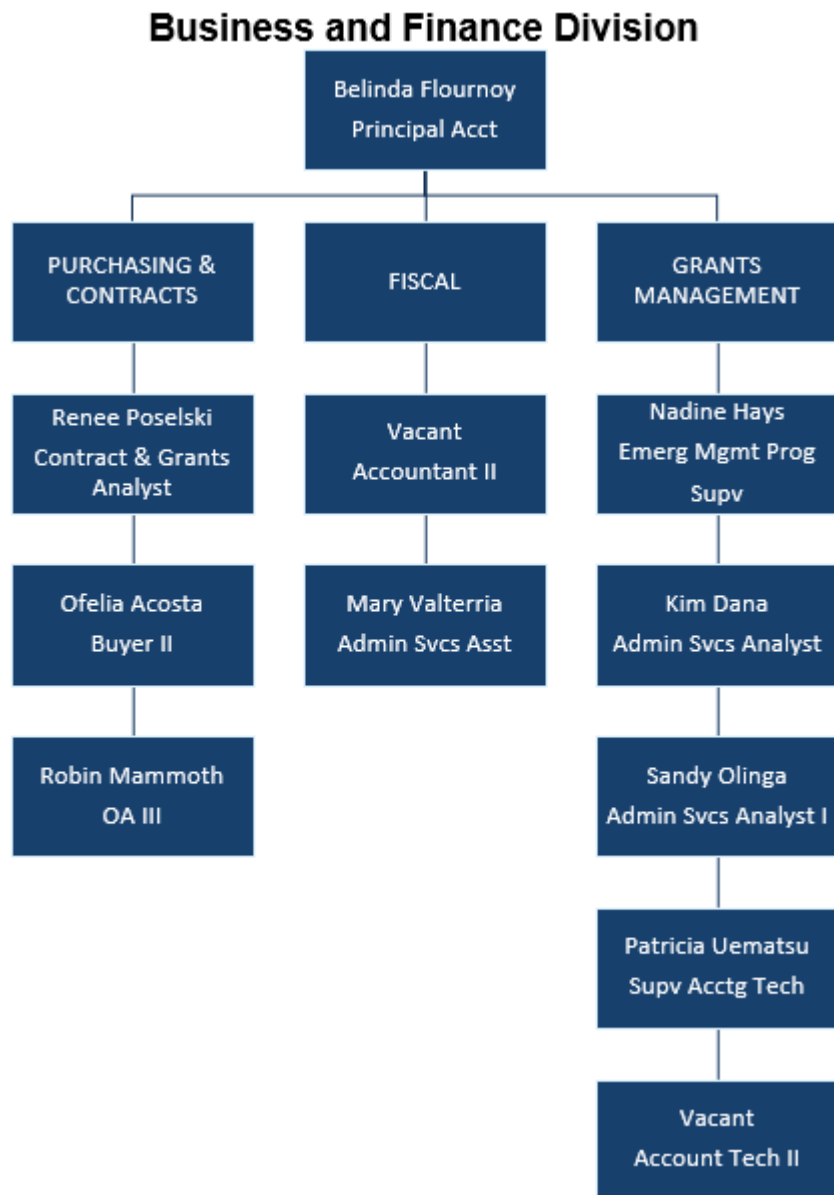 Business and Finance Division
Belinda Flournoy
Principal Acct
PURCHASING &
CONTRACTS
FISCAL
GRANTS
MANAGEMENT
Renee Poselski
Contract & Grants
Analyst
Vacant
Accountant II
Nadine Hays
Emerg Mgmt Prog
Supv
Ofelia Acosta
Buyer II
Mary Valterria
Admin Svcs Asst
Kim Dana
Admin Svcs Analyst
Robin Mammoth
OA III
Sandy Olinga
Admin Svcs Analyst I
Patricia Uematsu
Supv Acctg Tech
Vacant
Account Tech II